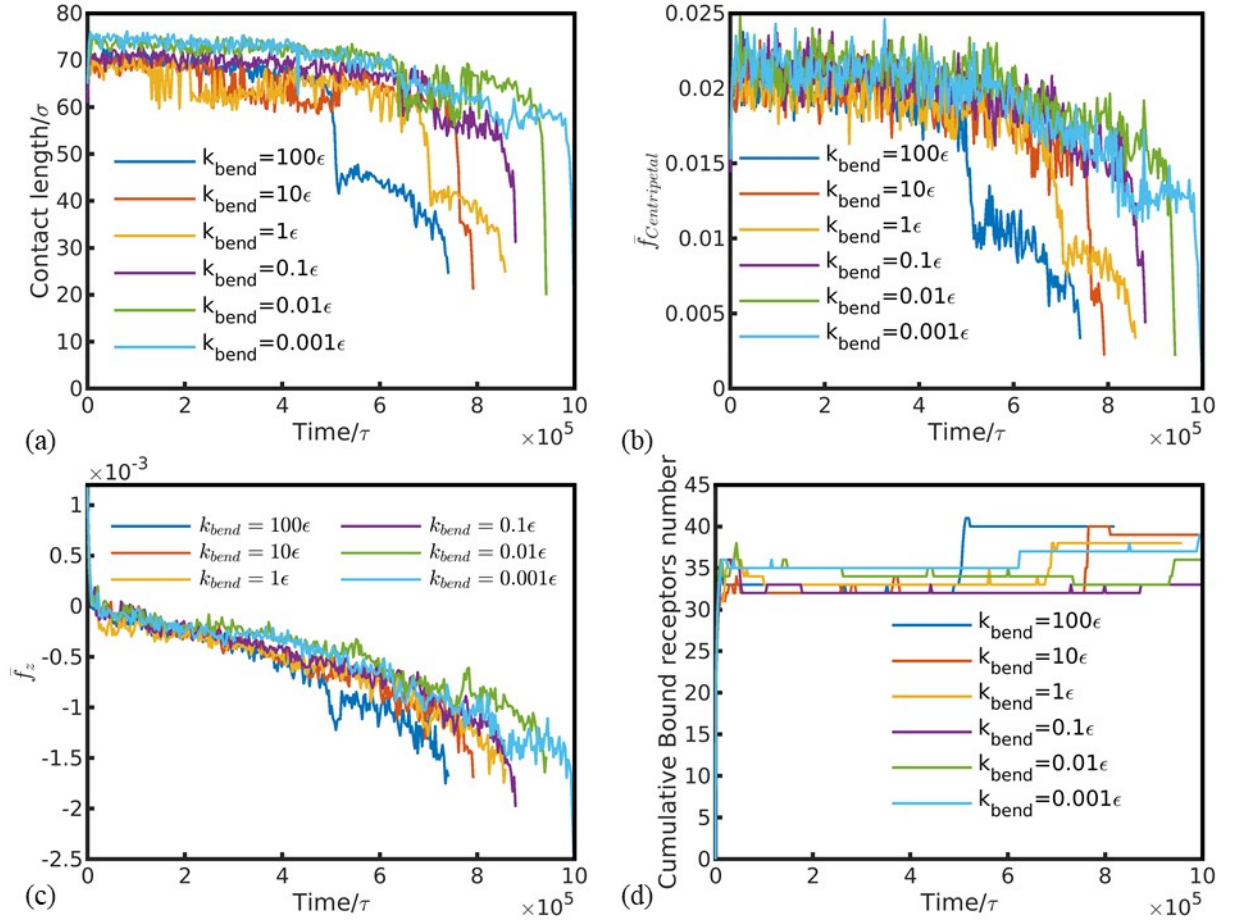 80
70
60
50
40
30
20
10
0
Contact length/σ
k_bend=100ϵ
k_bend=10ϵ
k_bend=1ϵ
k_bend=0.1ϵ
k_bend=0.01ϵ
k_bend=0.001ϵ
0 2 4 6 8 10
Time/τ
×10^5
(a)
0.025
0.02
0.015
0.01
0.005
0
f̄_Centripetal
k_bend=100ϵ
k_bend=10ϵ
k_bend=1ϵ
k_bend=0.1ϵ
k_bend=0.01ϵ
k_bend=0.001ϵ
0 2 4 6 8 10
Time/τ
×10^5
(b)
×10^-3
1
0.5
0
-0.5
-1
-1.5
-2
-2.5
f̄_z
k_bend = 100ϵ k_bend = 0.1ϵ
k_bend = 10ϵ k_bend = 0.01ϵ
k_bend = 1ϵ k_bend = 0.001ϵ
0 2 4 6 8 10
Time/τ
×10^5
(c)
45
40
35
30
25
20
15
10
5
0
Cumulative Bound receptors number
k_bend=100ϵ
k_bend=10ϵ
k_bend=1ϵ
k_bend=0.1ϵ
k_bend=0.01ϵ
k_bend=0.001ϵ
0 2 4 6 8 10
Time/τ
×10^5
(d)